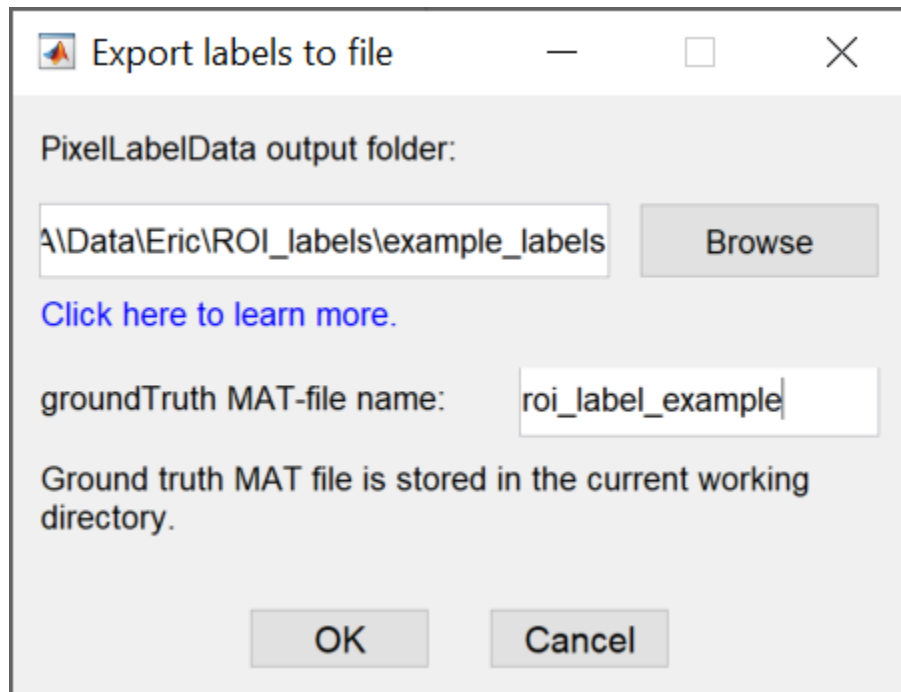 Export labels to file
PixelLabelData output folder:
A\Data\Eric\ROI_labels\example_labels
Browse
Click here to learn more.
groundTruth MAT-file name:
roi_label_example
Ground truth MAT file is stored in the current working
directory.
OK
Cancel